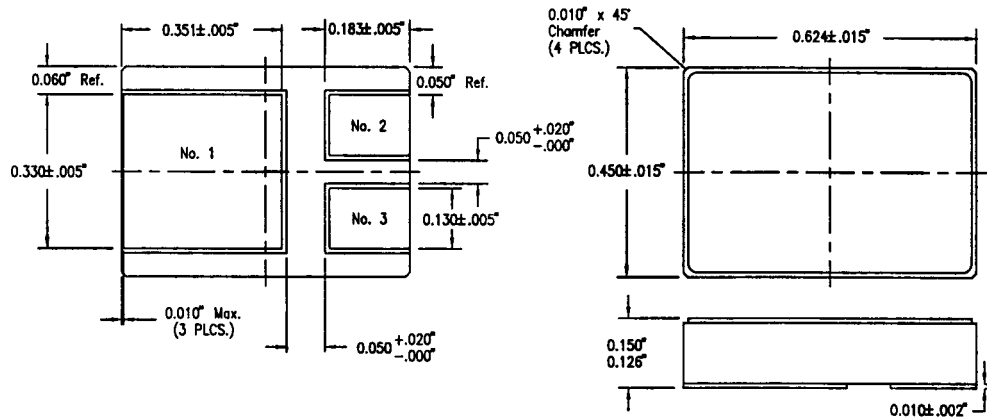 0.351±.005"
0.183±.005"
0.060" Ref.
0.050" Ref.
No. 1
No. 2
0.050 +.020"
-.000"
0.330±.005"
No. 3
0.130±.005"
0.010" Max.
(3 PLCS.)
0.050 +.020"
-.000"
0.010" x 45°
Chamfer
(4 PLCS.)
0.624±.015"
0.450±.015"
0.150"
0.126"
0.010±.002"